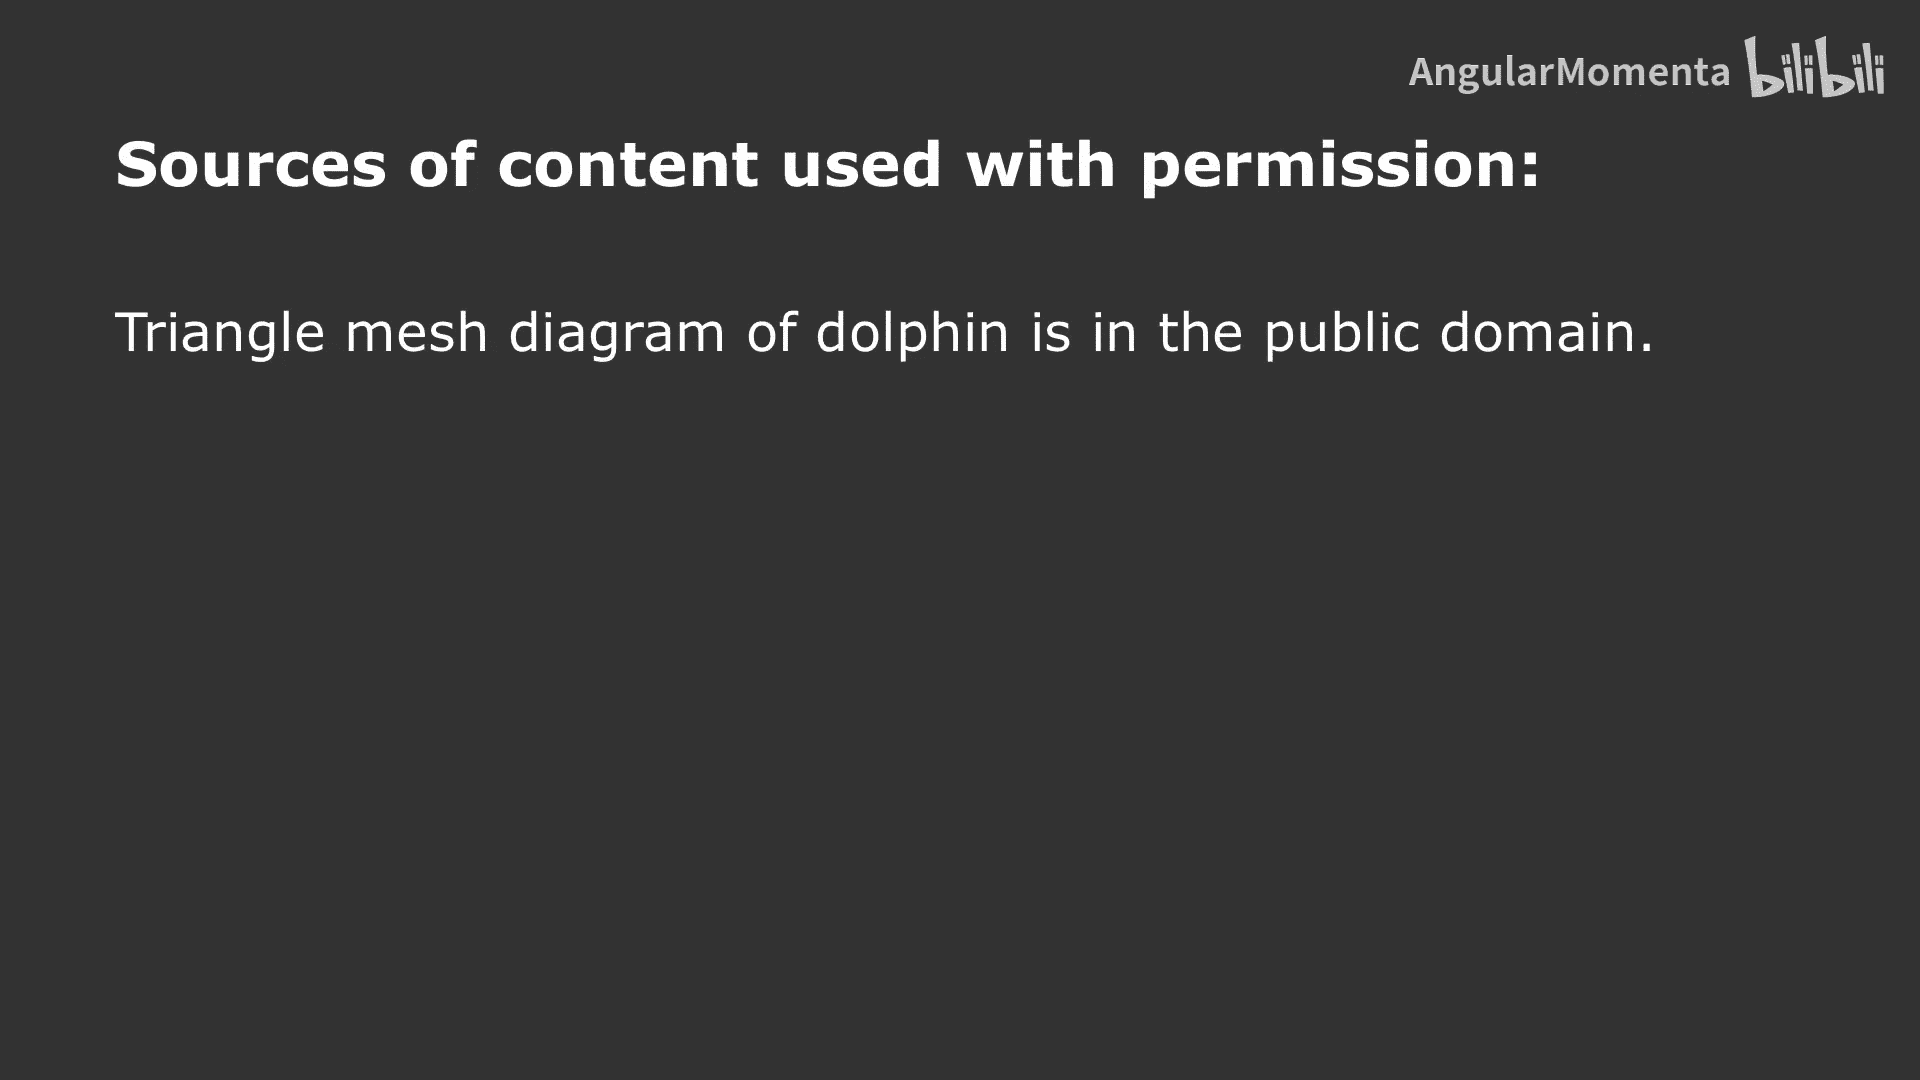 AngularMomenta bilibili
Sources of content used with permission:
Triangle mesh diagram of dolphin is in the public domain.